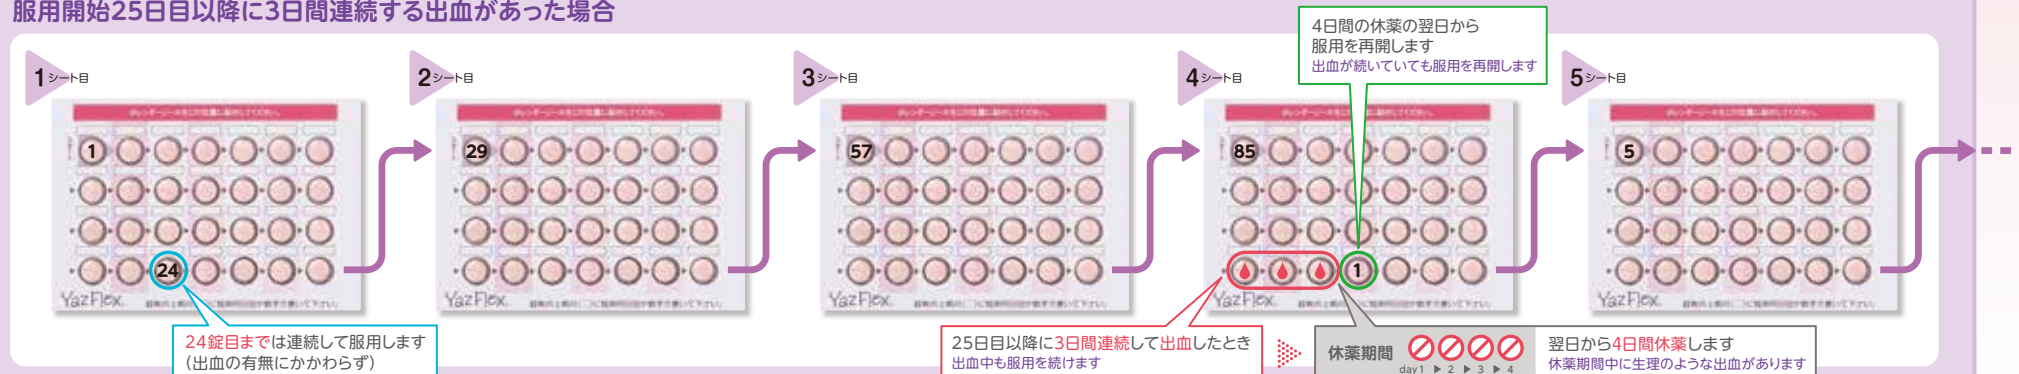 服用開始25日目以降に3日間連続する出血があった場合
4日間の休薬の翌日から
服用を再開します
出血が続いていても服用を再開します
1シート目
2シート目
3シート目
4シート目
5シート目
1
29
57
85
5
24
1
YazFlex
YazFlex
YazFlex
YazFlex
YazFlex
24錠目までは連続して服用します
(出血の有無にかかわらず)
25日目以降に3日間連続して出血したとき
出血中も服用を続けます
休薬期間
day1 ▶ 2 ▶ 3 ▶ 4
翌日から4日間休薬します
休薬期間中に生理のような出血があります